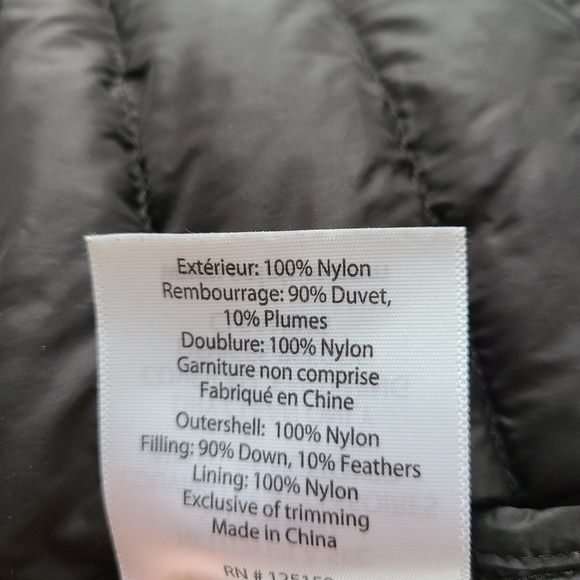 Extérieur: 100% Nylon
Rembourrage: 90% Duvet,
10% Plumes
Doublure: 100% Nylon
Garniture non comprise
Fabriqué en Chine
Outershell: 100% Nylon
Filling: 90% Down, 10% Feathers
Lining: 100% Nylon
Exclusive of trimming
Made in China
RN #